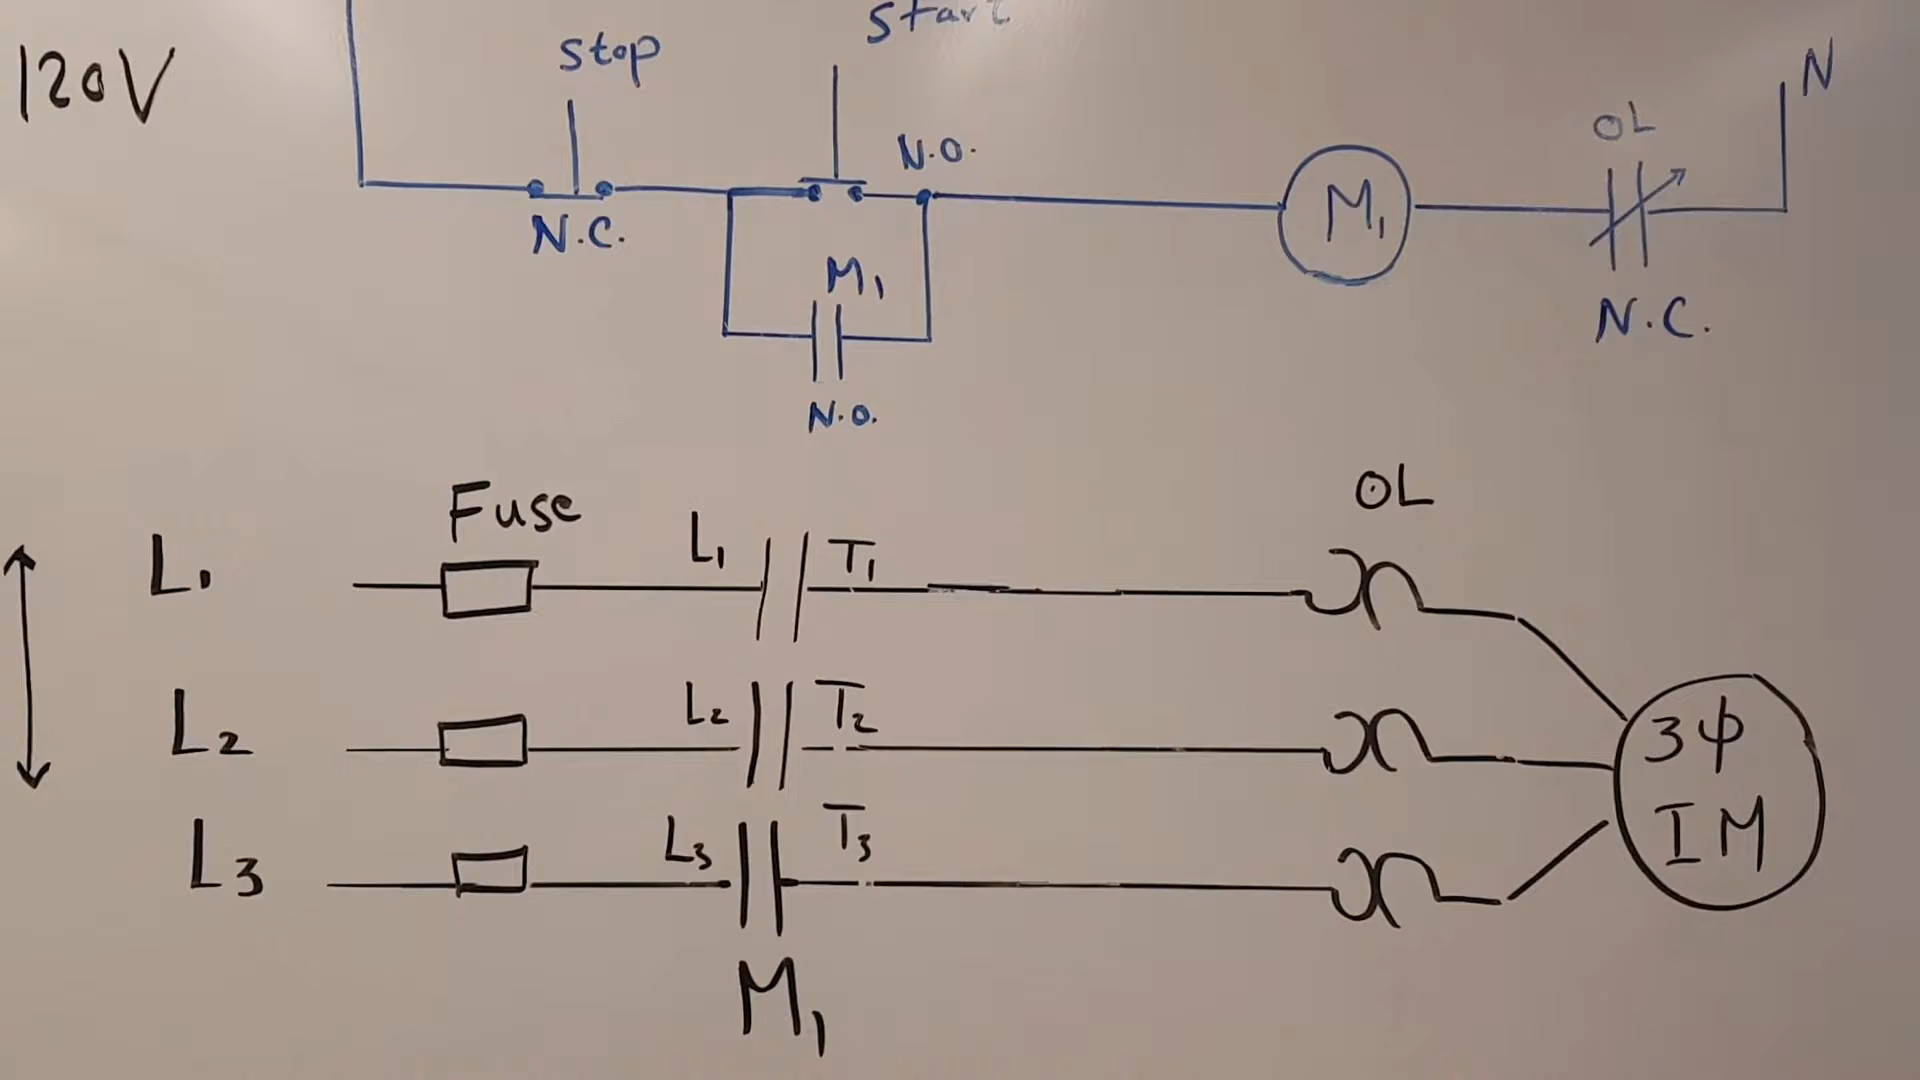 start
stop
120V
N
OL
N.O.
N.C.
M1
M1
N.C.
N.O.
OL
Fuse
L1
L1
T1
L2
L2
T2
3φ
IM
L3
L3
T3
M1